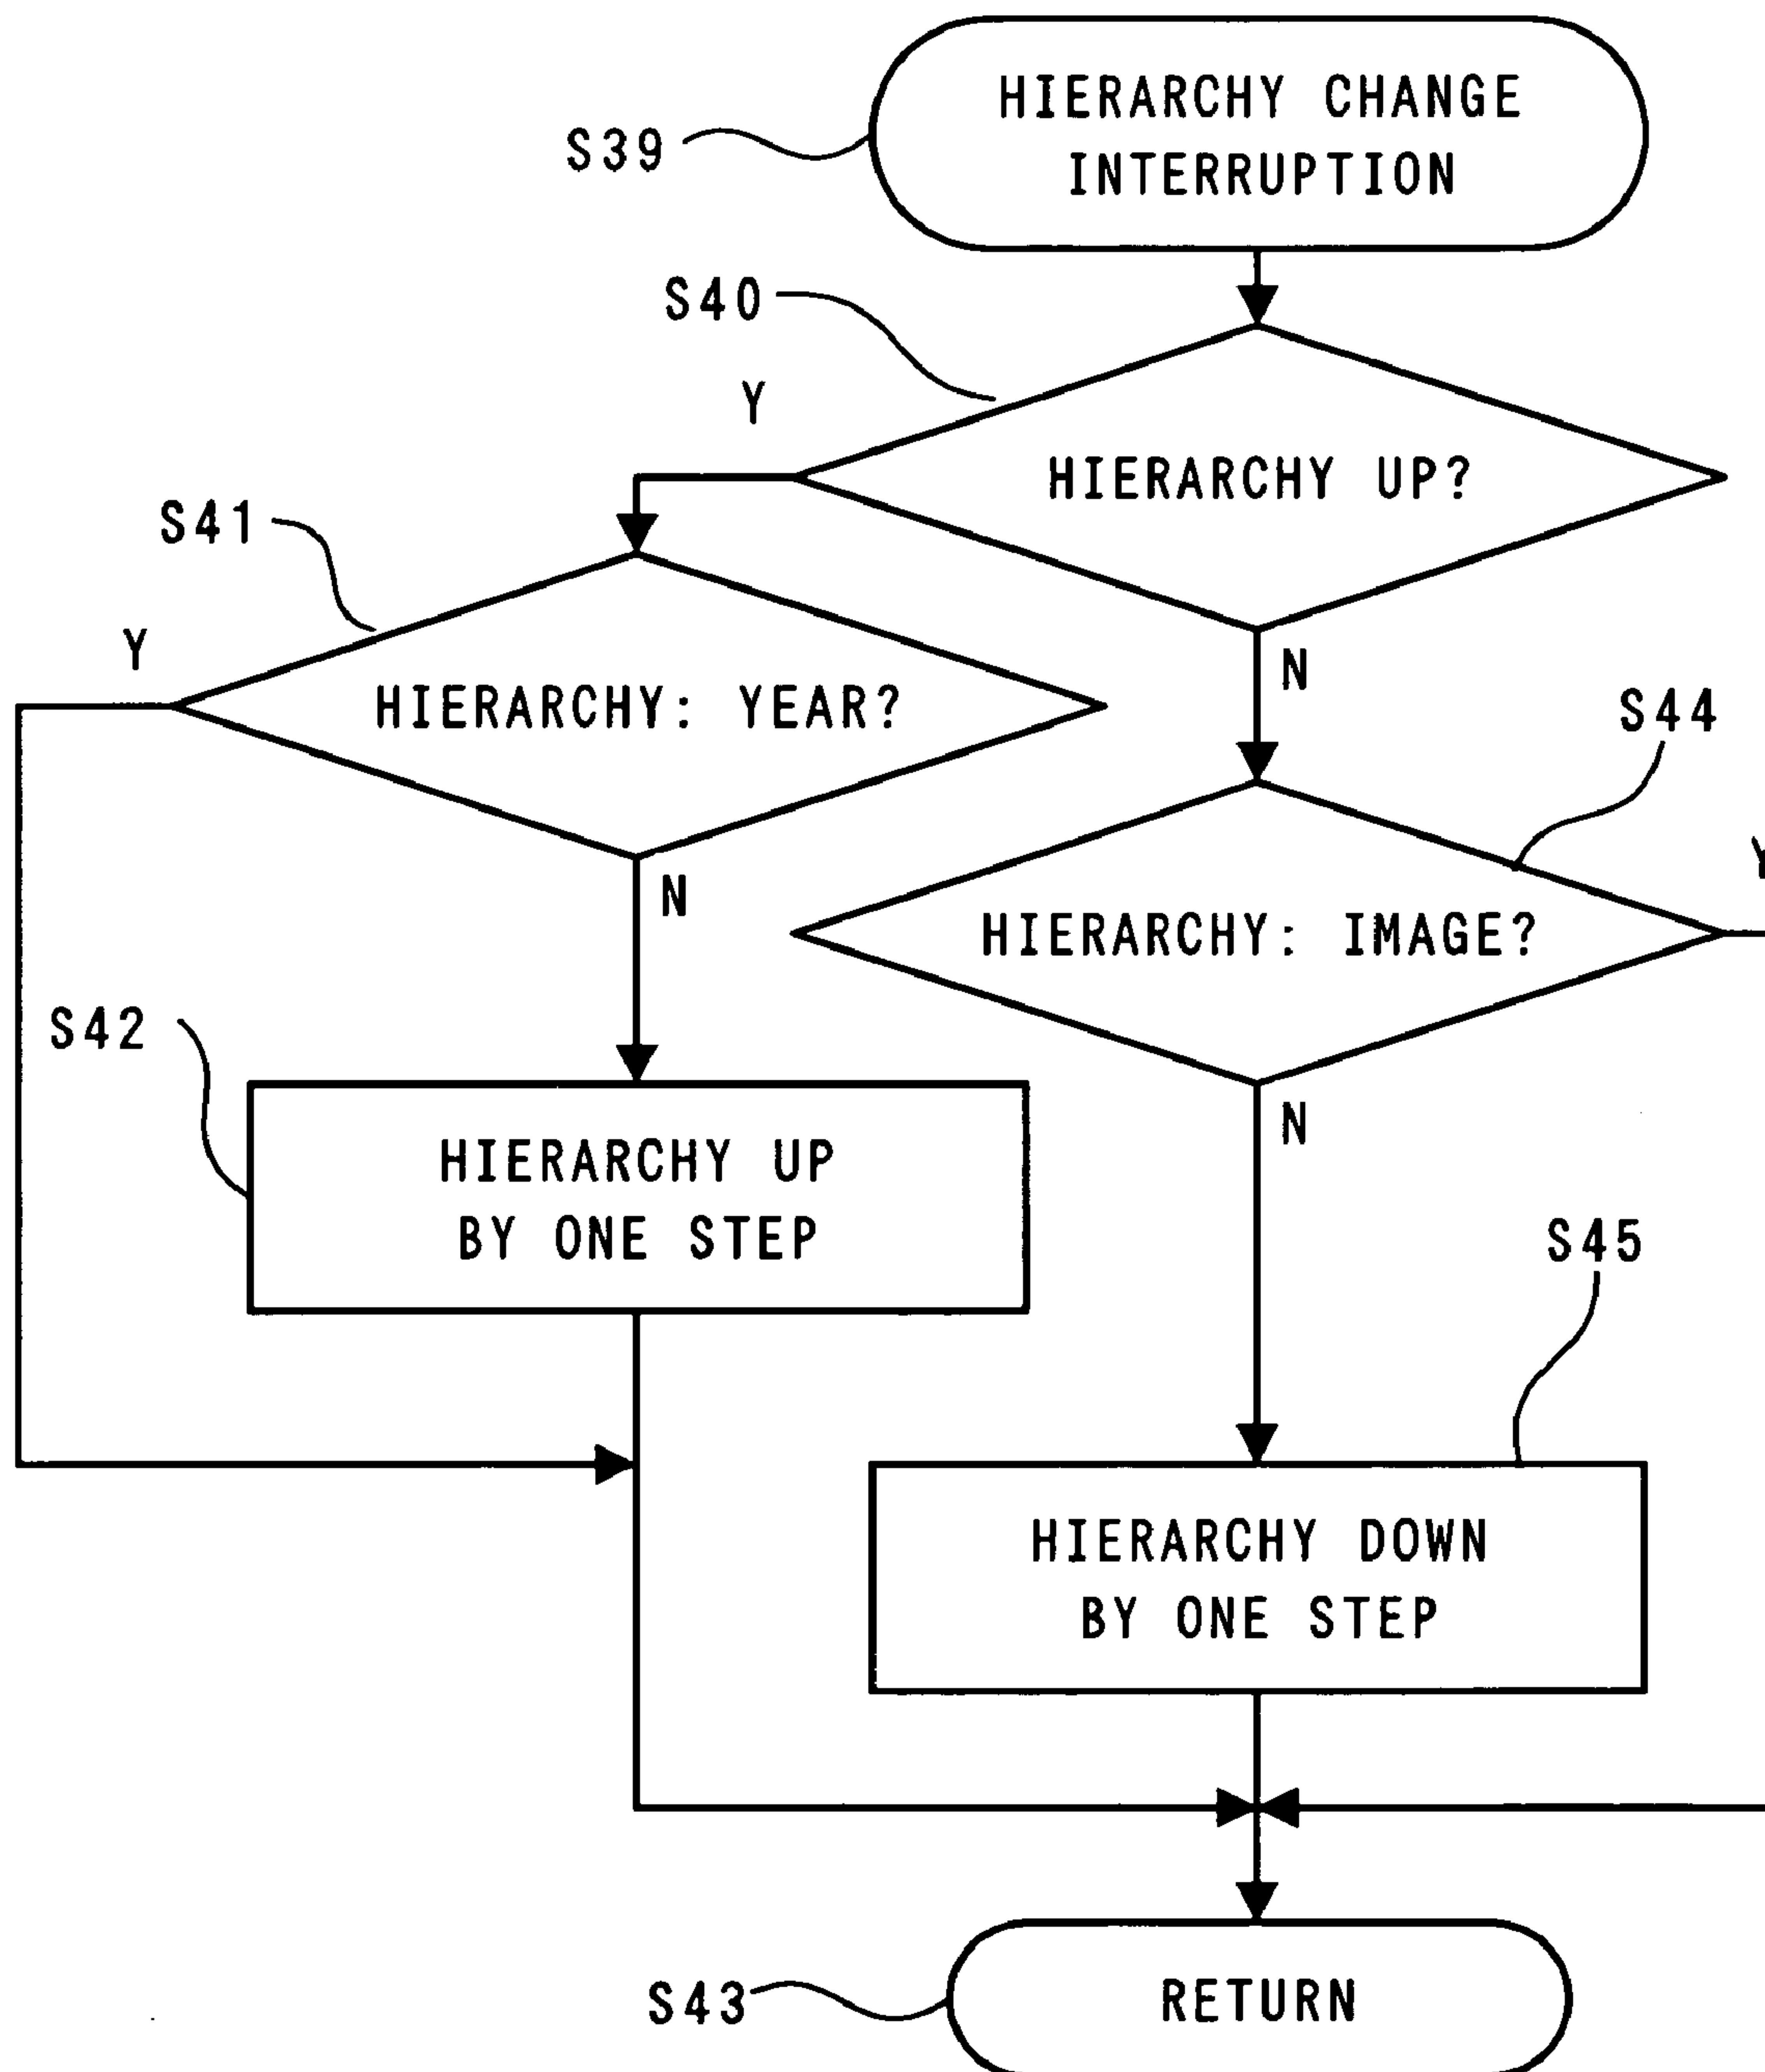 HIERARCHY CHANGE
INTERRUPTION
S39
S40
Y
HIERARCHY UP?
S41
Y
HIERARCHY: YEAR?
N
S44
Y
N
HIERARCHY: IMAGE?
S42
HIERARCHY UP
BY ONE STEP
N
S45
HIERARCHY DOWN
BY ONE STEP
S43
RETURN